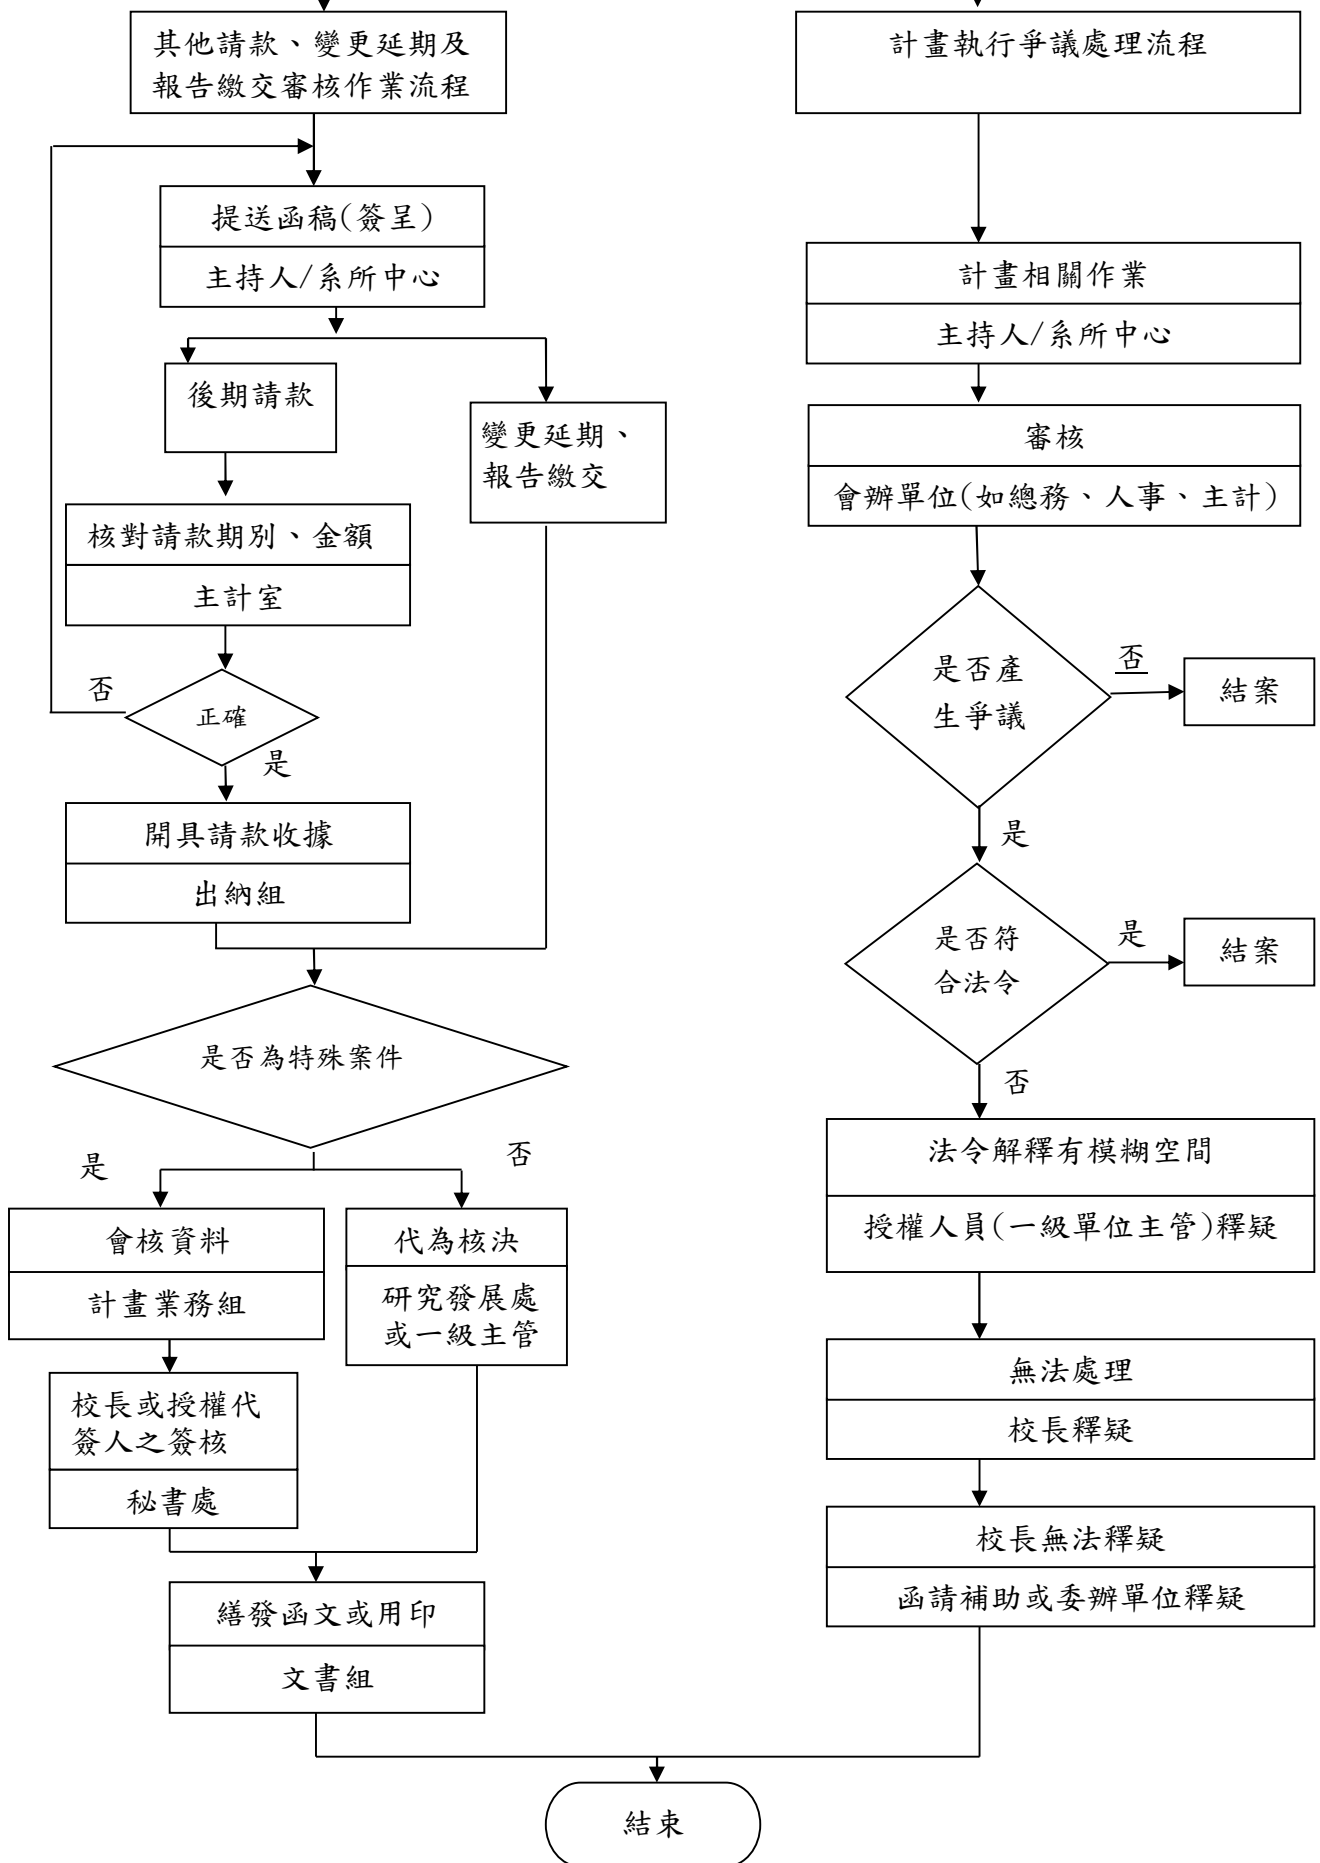 其他請款、變更延期及
報告繳交審核作業流程
提送函稿(簽呈)
主持人/系所中心
後期請款
變更延期、
報告繳交
核對請款期別、金額
主計室
否
正確
是
開具請款收據
出納組
是否為特殊案件
是
否
會核資料
計畫業務組
代為核決
研究發展處
或一級主管
校長或授權代
簽人之簽核
秘書處
繕發函文或用印
文書組
計畫執行爭議處理流程
計畫相關作業
主持人/系所中心
審核
會辦單位(如總務、人事、主計)
是否產
生爭議
否
結案
是
是否符
合法令
是
結案
否
法令解釋有模糊空間
授權人員(一級單位主管)釋疑
無法處理
校長釋疑
校長無法釋疑
函請補助或委辦單位釋疑
結束